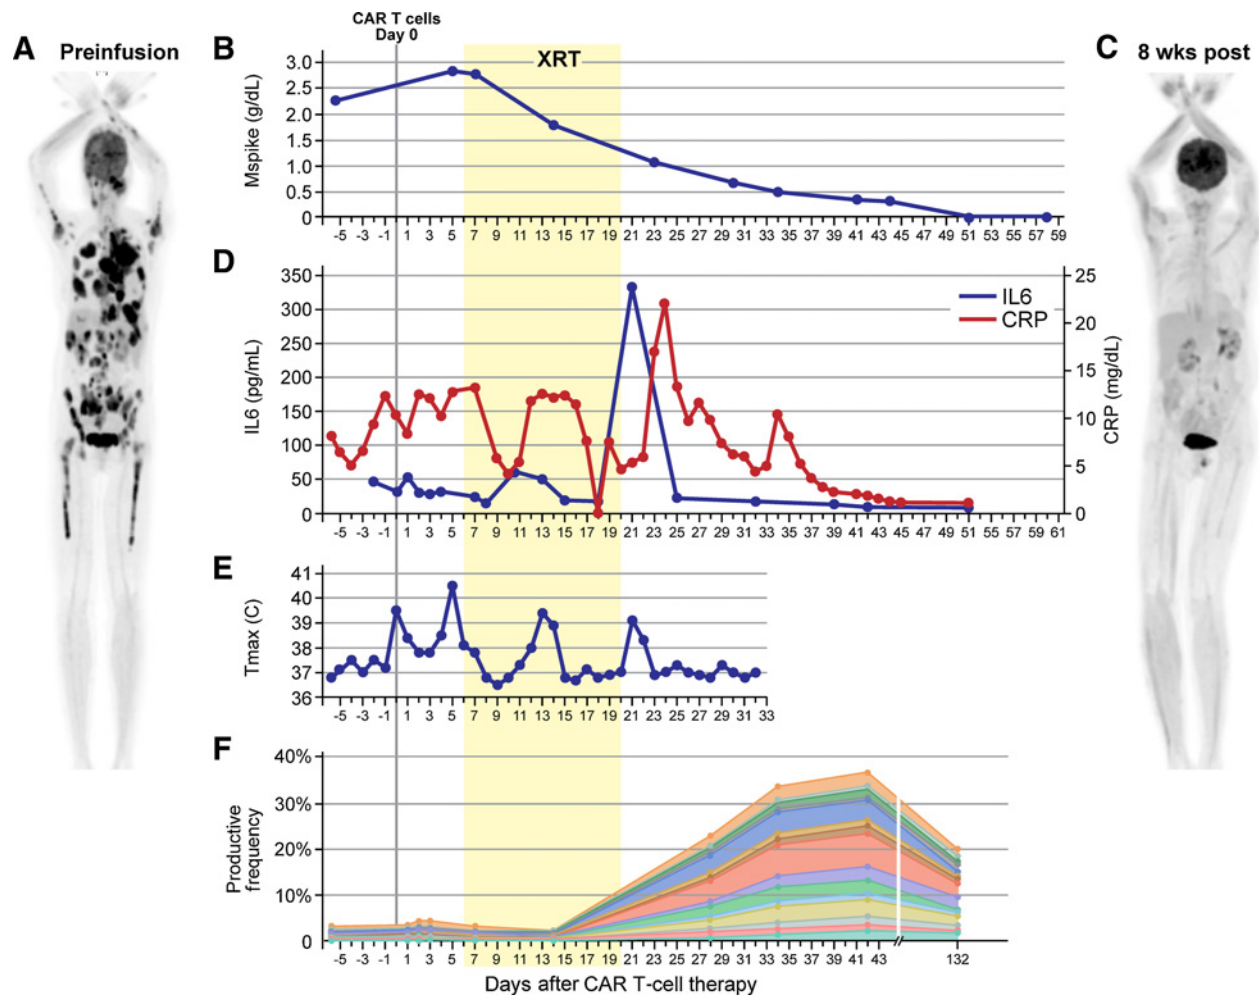 A Preinfusion
CAR T cells
Day 0
B
XRT
C 8 wks post
Mspike (g/dL)
3.0
2.5
2.0
1.5
1.0
0.5
0
-5 -3 -1 1 3 5 7 9 11 13 15 17 19 21 23 25 27 29 31 33 35 37 39 41 43 45 47 49 51 53 55 57 59
D
IL6 (pg/mL)
350
300
250
200
150
100
50
0
IL6
CRP
25
20
15
10
5
0
CRP (mg/dL)
-5 -3 -1 1 3 5 7 9 11 13 15 17 19 21 23 25 27 29 31 33 35 37 39 41 43 45 47 49 51 53 55 57 59 61
E
Tmax (C)
41
40
39
38
37
36
-5 -3 -1 1 3 5 7 9 11 13 15 17 19 21 23 25 27 29 31 33
F
Productive
frequency
40%
30%
20%
10%
0
-5 -3 -1 1 3 5 7 9 11 13 15 17 19 21 23 25 27 29 31 33 35 37 39 41 43 132
Days after CAR T-cell therapy